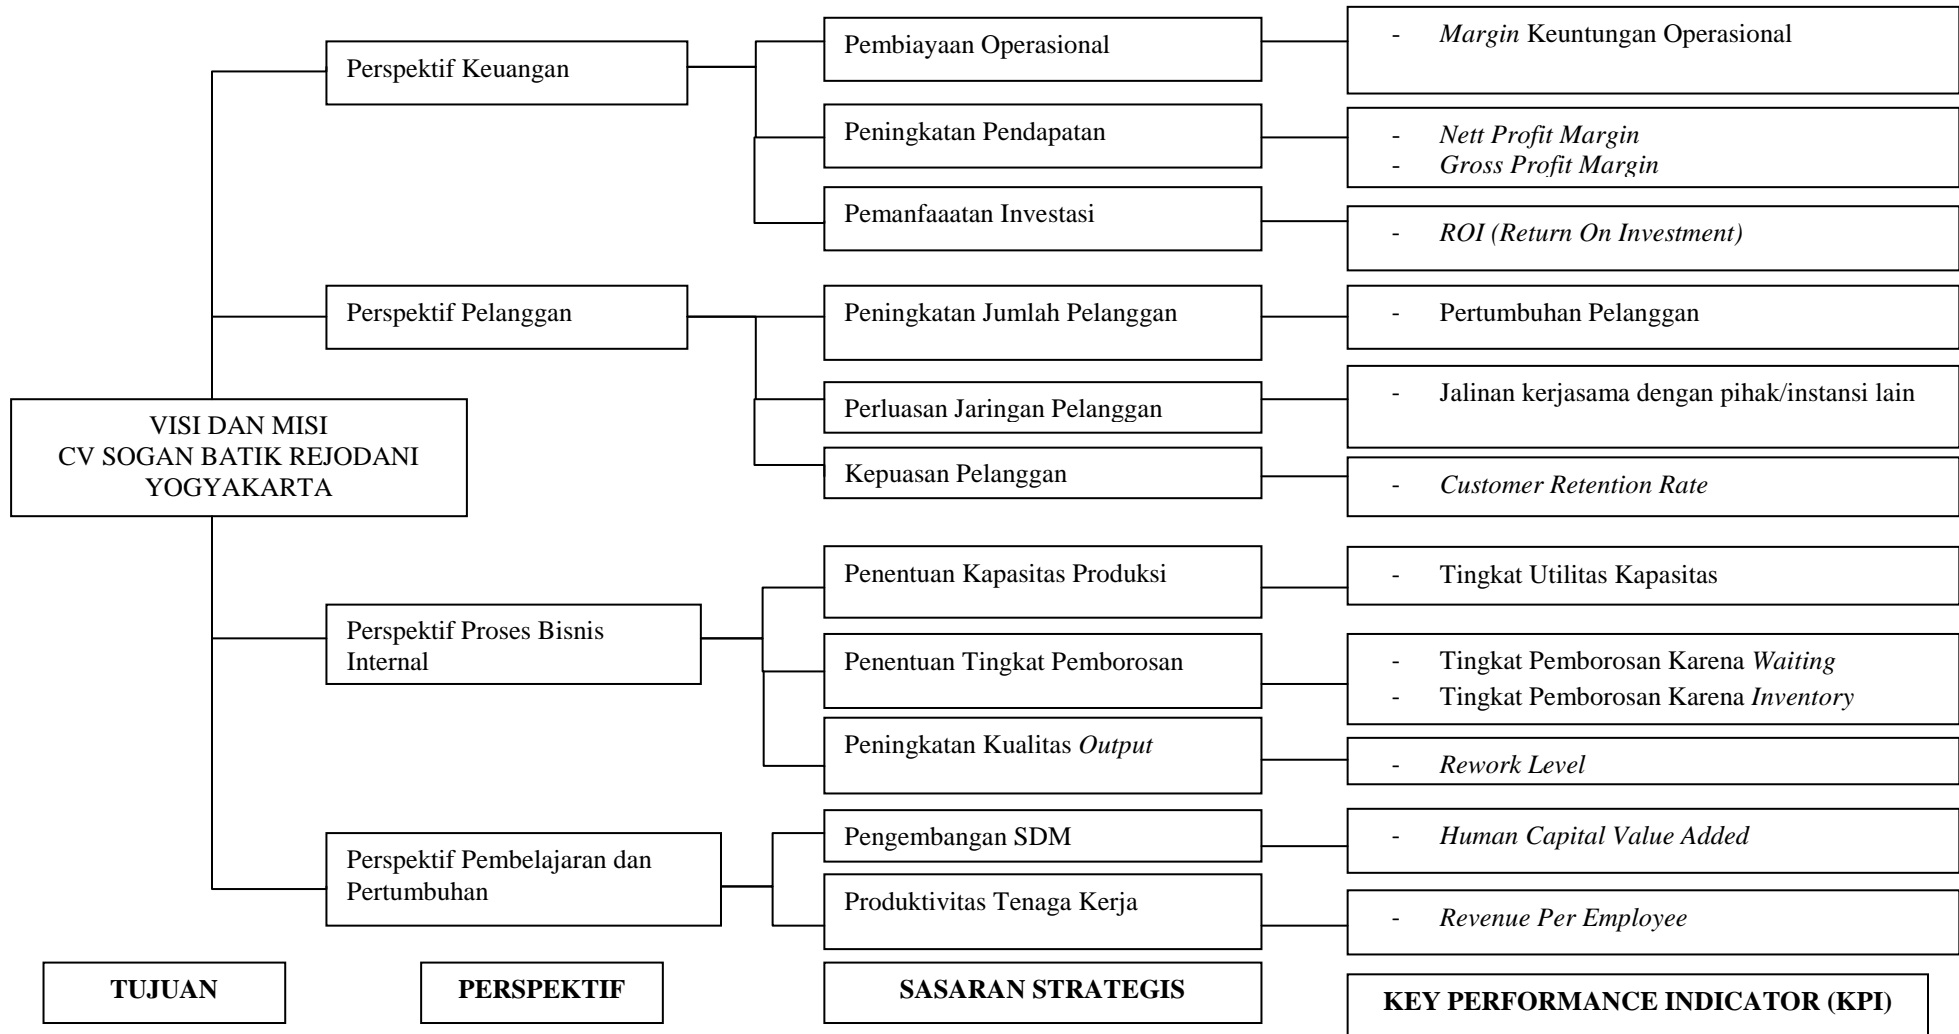 Perspektif Keuangan
Pembiayaan Operasional
- Margin Keuntungan Operasional
Peningkatan Pendapatan
- Nett Profit Margin
- Gross Profit Margin
Pemanfaaatan Investasi
- ROI (Return On Investment)
Perspektif Pelanggan
Peningkatan Jumlah Pelanggan
- Pertumbuhan Pelanggan
Perluasan Jaringan Pelanggan
- Jalinan kerjasama dengan pihak/instansi lain
Kepuasan Pelanggan
- Customer Retention Rate
VISI DAN MISI
CV SOGAN BATIK REJODANI
YOGYAKARTA
Perspektif Proses Bisnis
Internal
Penentuan Kapasitas Produksi
- Tingkat Utilitas Kapasitas
Penentuan Tingkat Pemborosan
- Tingkat Pemborosan Karena Waiting
- Tingkat Pemborosan Karena Inventory
Peningkatan Kualitas Output
- Rework Level
Perspektif Pembelajaran dan
Pertumbuhan
Pengembangan SDM
- Human Capital Value Added
Produktivitas Tenaga Kerja
- Revenue Per Employee
TUJUAN
PERSPEKTIF
SASARAN STRATEGIS
KEY PERFORMANCE INDICATOR (KPI)